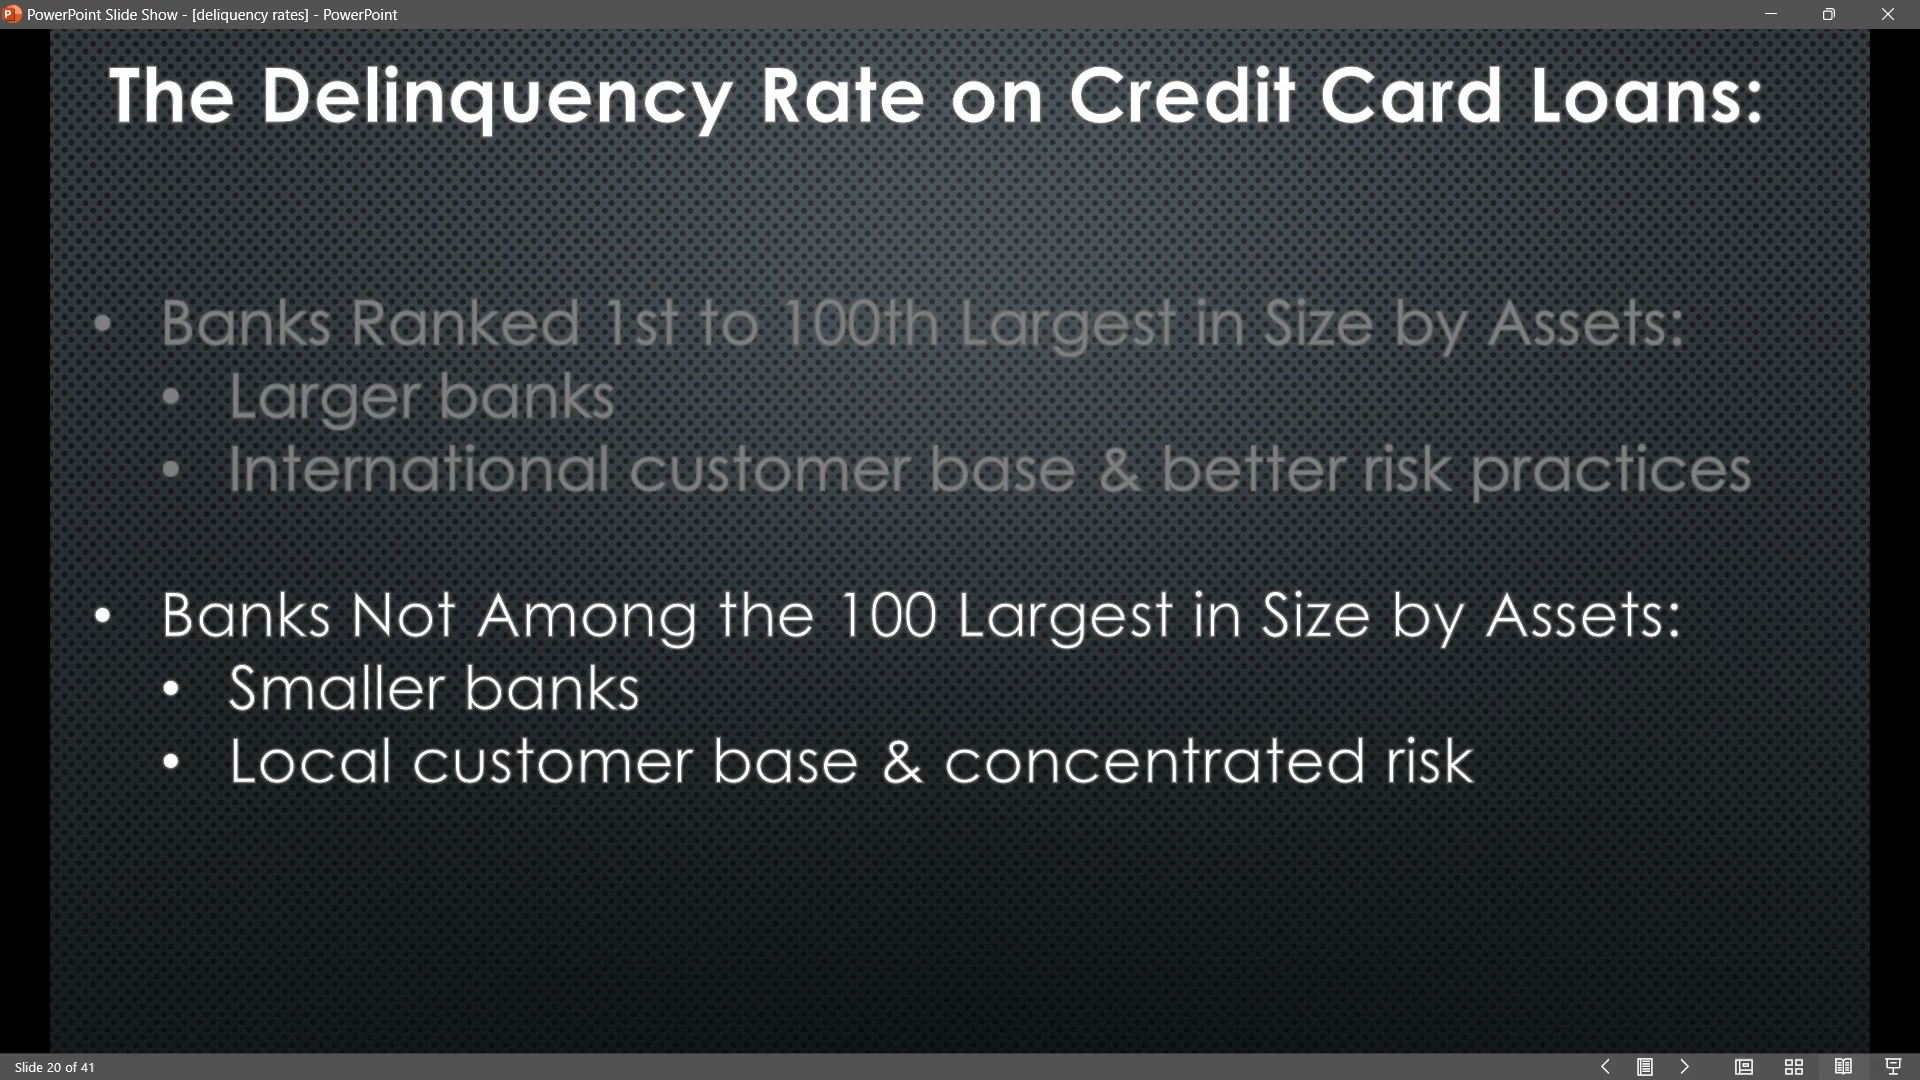 PowerPoint Slide Show - [deliquency rates] - PowerPoint
The Delinquency Rate on Credit Card Loans:
• Banks Ranked 1st to 100th Largest in Size by Assets:
• Larger banks
• International customer base & better risk practices
• Banks Not Among the 100 Largest in Size by Assets:
• Smaller banks
• Local customer base & concentrated risk
Slide 20 of 41